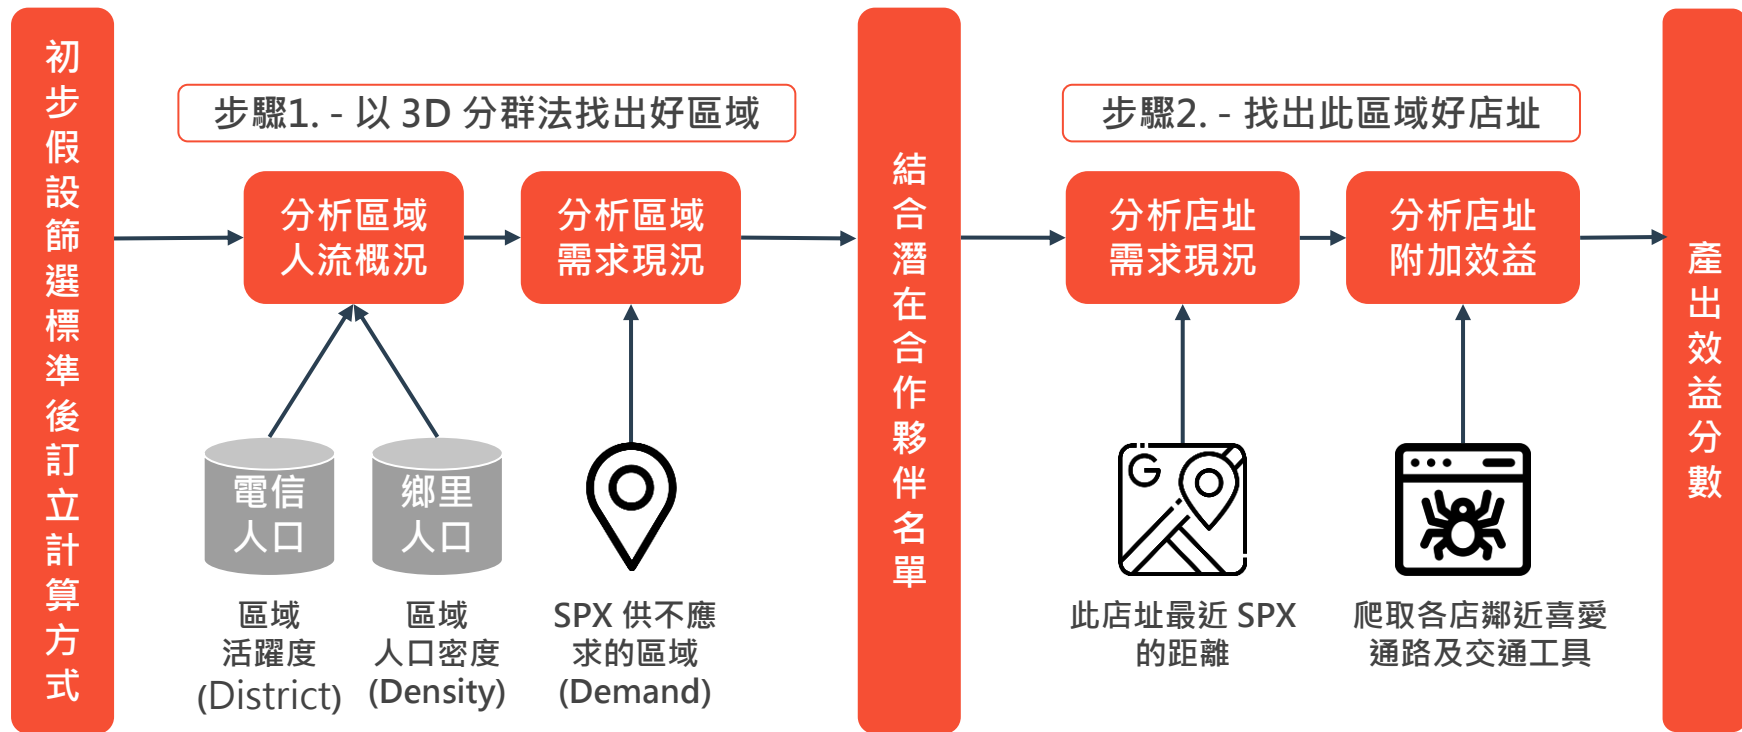 初步假設篩選標準後訂立計算方式
步驟1. - 以 3D 分群法找出好區域
分析區域
人流概況
分析區域
需求現況
電信
人口
鄉里
人口
區域
活躍度
(District)
區域
人口密度
(Density)
SPX 供不應
求的區域
(Demand)
結合潛在合作夥伴名單
步驟2. - 找出此區域好店址
分析店址
需求現況
分析店址
附加效益
G
此店址最近 SPX
的距離
爬取各店鄰近喜愛
通路及交通工具
產出效益分數